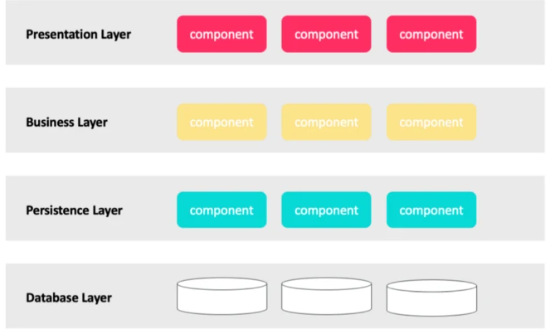 Presentation Layer component component component
Business Layer component component component
Persistence Layer component component component
Database Layer